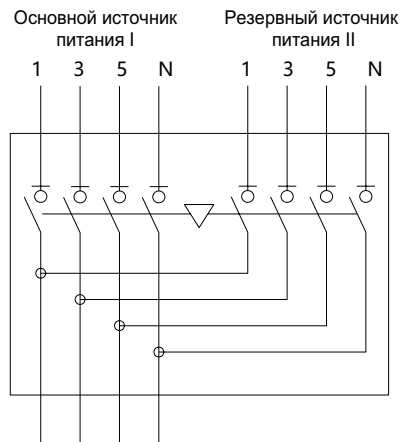 Основной источник
питания I
Резервный источник
питания II
1 3 5 N 1 3 5 N